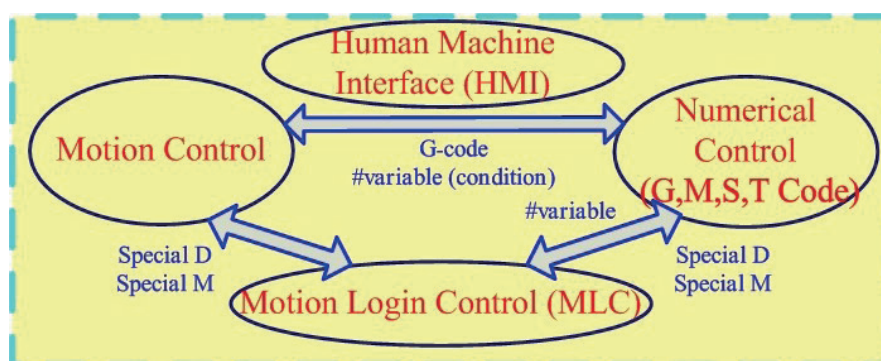 Human Machine
Interface (HMI)
Motion Control
Numerical
Control
(G,M,S,T Code)
G-code
#variable (condition)
#variable
Special D
Special M
Special D
Special M
Motion Login Control (MLC)